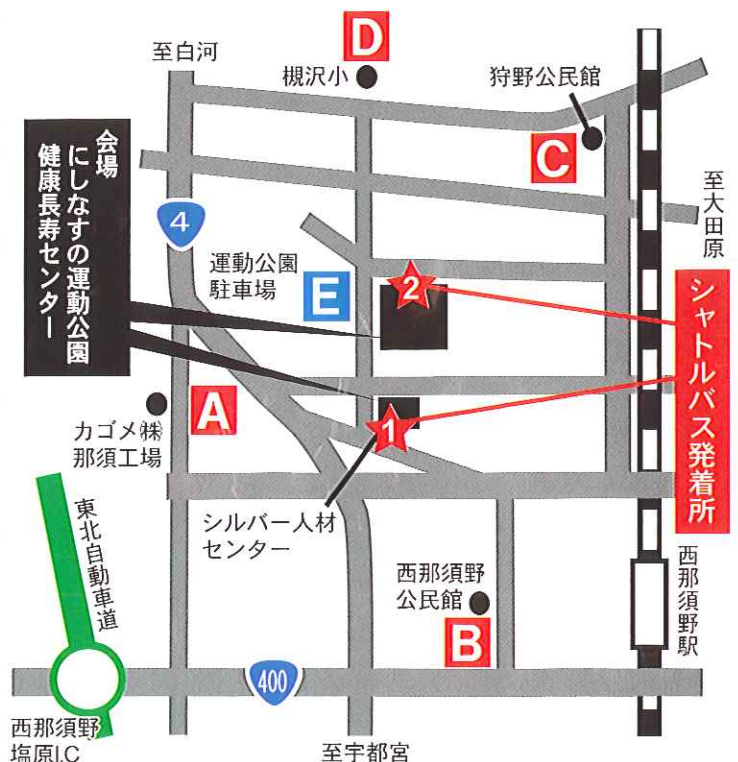 至白河
D
槻沢小
狩野公民館
C
会場
にしなすの運動公園
健康長寿センター
4
至大田原
運動公園
駐車場
E
2
シャトルバス発着所
A
カゴメ㈱
那須工場
1
シルバー人材
センター
東北自動車道
西那須野
公民館
B
西那須野駅
400
西那須野
塩原I.C
至宇都宮